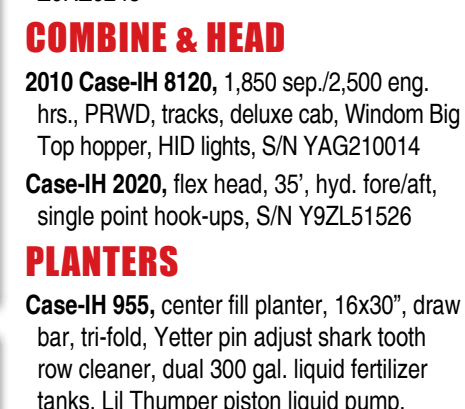 COMBINE & HEAD
2010 Case-IH 8120, 1,850 sep./2,500 eng.
hrs., PRWD, tracks, deluxe cab, Windom Big
Top hopper, HID lights, S/N YAG210014
Case-IH 2020, flex head, 35’, hyd. fore/aft,
single point hook-ups, S/N Y9ZL51526
PLANTERS
Case-IH 955, center fill planter, 16x30”, draw
bar, tri-fold, Yetter pin adjust shark tooth
row cleaner, dual 300 gal. liquid fertilizer
tanks, Lil Thumper piston liquid pump,